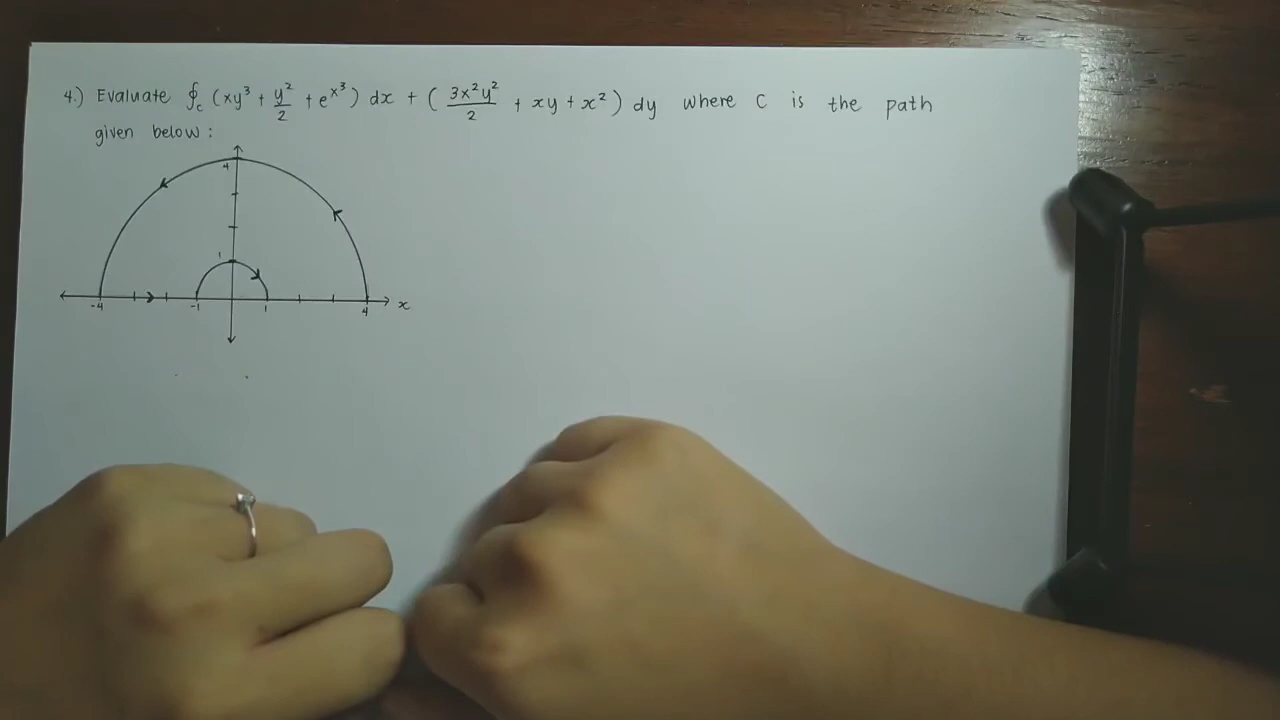 4.) Evaluate ∮_c (xy³ + y²/2 + e^x³) dx + (3x²y²/2 + xy + x²) dy where C is the path
given below:
4
1
-4 -1 1 4 x